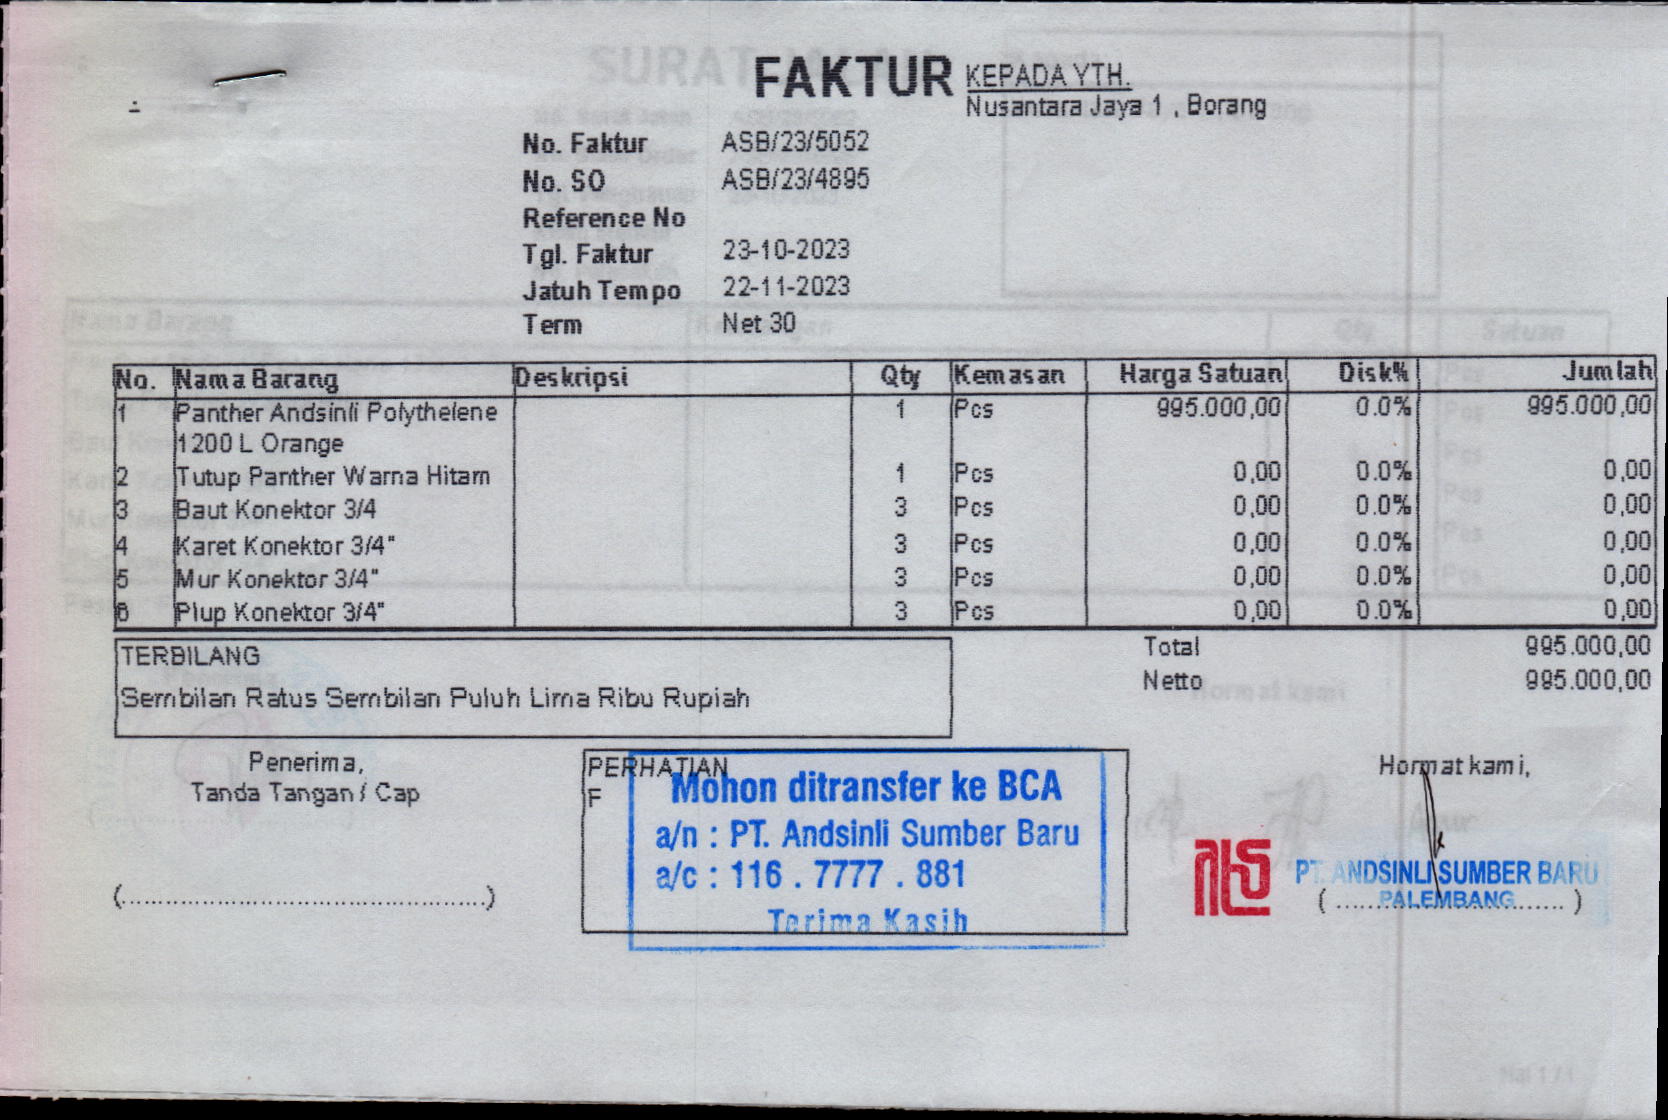 FAKTUR
KEPADA YTH.
Nusantara Jaya 1 , Borang
No. Faktur ASB/23/5052
No. SO ASB/23/4895
Reference No
Tgl. Faktur 23-10-2023
Jatuh Tempo 22-11-2023
Term Net 30
No. Nama Barang Deskripsi Qty Kemasan Harga Satuan Disk% Jumlah
1 Panther Andsinli Polythelene 1 Pcs 995.000,00 0.0% 995.000,00
1200 L Orange
2 Tutup Panther Warna Hitam 1 Pcs 0,00 0.0% 0,00
3 Baut Konektor 3/4 3 Pcs 0,00 0.0% 0,00
4 Karet Konektor 3/4" 3 Pcs 0,00 0.0% 0,00
5 Mur Konektor 3/4" 3 Pcs 0,00 0.0% 0,00
6 Plup Konektor 3/4" 3 Pcs 0,00 0.0% 0,00
TERBILANG
Sembilan Ratus Sembilan Puluh Lima Ribu Rupiah
Total 995.000,00
Netto 995.000,00
Penerima,
Tanda Tangan / Cap
(..............................................)
PERHATIAN
F
Mohon ditransfer ke BCA
a/n : PT. Andsinli Sumber Baru
a/c : 116 . 7777 . 881
Terima Kasih
Hormat kami,
PT. ANDSINLI SUMBER BARU
( ......PALEMBANG...... )